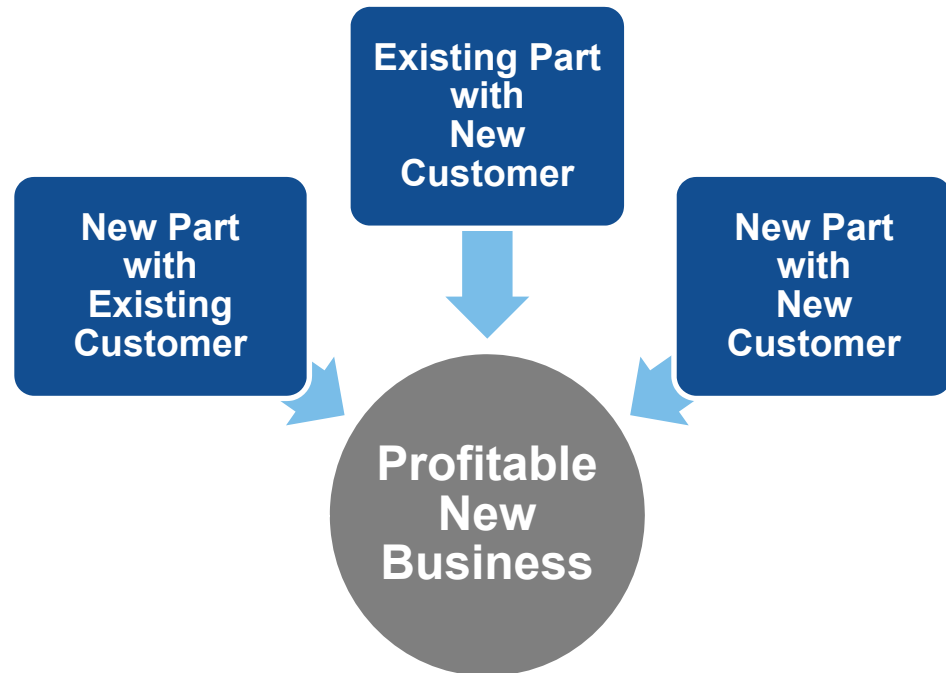 Existing Part
with
New
Customer
New Part
with
Existing
Customer
New Part
with
New
Customer
Profitable
New
Business